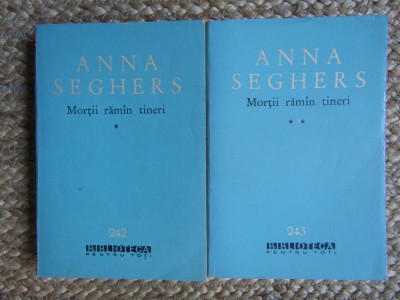 ANNA
SEGHERS
Morții rămîn tineri
*
242
BIBLIOTECA
PENTRU TOȚI
ANNA
SEGHERS
Morții rămîn tineri
* *
243
BIBLIOTECA
PENTRU TOȚI